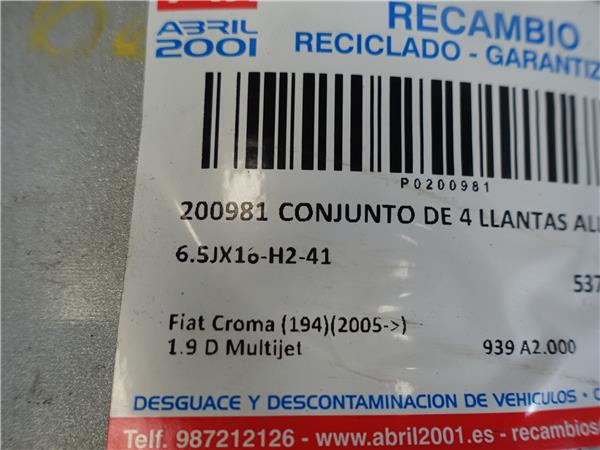 ABRIL
2001
RECAMBIO
RECICLADO - GARANTIZ
P0200981
200981 CONJUNTO DE 4 LLANTAS ALI
6.5JX16-H2-41
537
Fiat Croma (194)(2005->)
1.9 D Multijet 939 A2.000
DESGUACE Y DESCONTAMINACION DE VEHICULOS -
Telf. 987212126 - www.abril2001.es - recambios